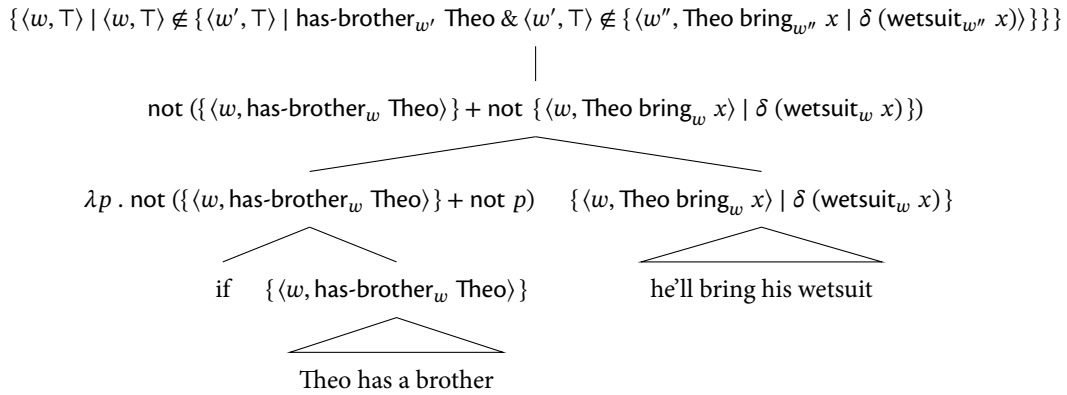 {⟨w, ⊤⟩ | ⟨w, ⊤⟩ ∉ {⟨w′, ⊤⟩ | has-brother_w′ Theo & ⟨w′, ⊤⟩ ∉ {⟨w″, Theo bring_w″ x | δ (wetsuit_w″ x)⟩}}}
not ({⟨w, has-brother_w Theo⟩} + not {⟨w, Theo bring_w x⟩ | δ (wetsuit_w x)})
λp . not ({⟨w, has-brother_w Theo⟩} + not p) {⟨w, Theo bring_w x⟩ | δ (wetsuit_w x)}
if {⟨w, has-brother_w Theo⟩} he'll bring his wetsuit
Theo has a brother